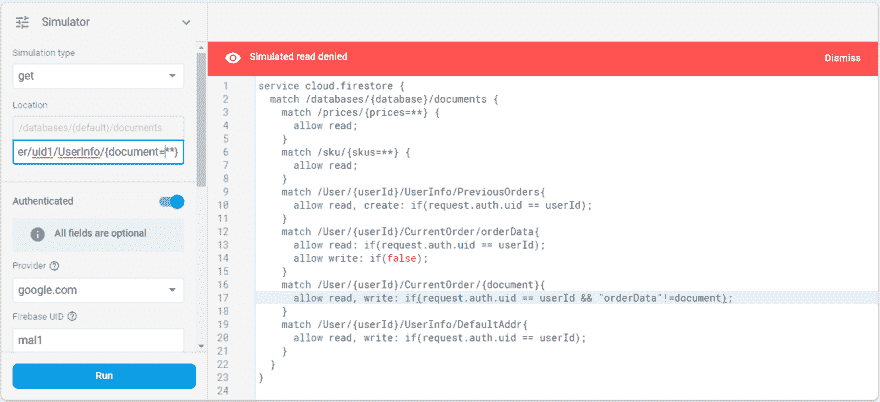 Simulator
Simulation type
get
Location
/databases/(default)/documents
er/uid1/UserInfo/{document=**}
Authenticated
All fields are optional
Provider
google.com
Firebase UID
mal1
Run
Simulated read denied
Dismiss
1 service cloud.firestore {
2 match /databases/{database}/documents {
3 match /prices/{prices=**} {
4 allow read;
5 }
6 match /sku/{skus=**} {
7 allow read;
8 }
9 match /User/{userId}/UserInfo/PreviousOrders{
10 allow read, create: if(request.auth.uid == userId);
11 }
12 match /User/{userId}/CurrentOrder/orderData{
13 allow read: if(request.auth.uid == userId);
14 allow write: if(false);
15 }
16 match /User/{userId}/CurrentOrder/{document}{
17 allow read, write: if(request.auth.uid == userId && "orderData"!=document);
18 }
19 match /User/{userId}/UserInfo/DefaultAddr{
20 allow read, write: if(request.auth.uid == userId);
21 }
22 }
23 }
24